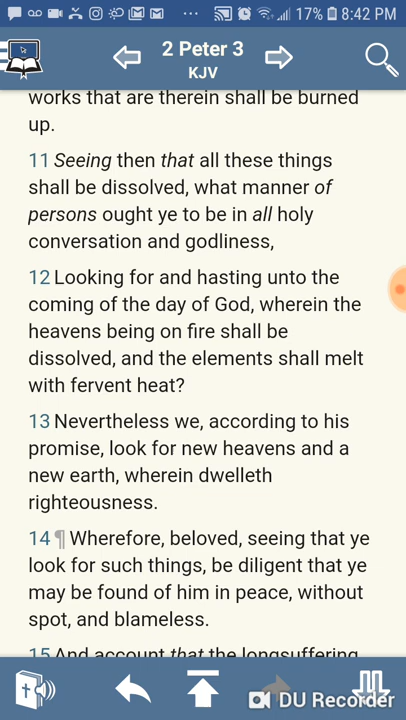 17% 8:42 PM
2 Peter 3
KJV
works that are therein shall be burned
up.
11 Seeing then that all these things
shall be dissolved, what manner of
persons ought ye to be in all holy
conversation and godliness,
12 Looking for and hasting unto the
coming of the day of God, wherein the
heavens being on fire shall be
dissolved, and the elements shall melt
with fervent heat?
13 Nevertheless we, according to his
promise, look for new heavens and a
new earth, wherein dwelleth
righteousness.
14 ¶ Wherefore, beloved, seeing that ye
look for such things, be diligent that ye
may be found of him in peace, without
spot, and blameless.
15 And account that the longsuffering
DU Recorder